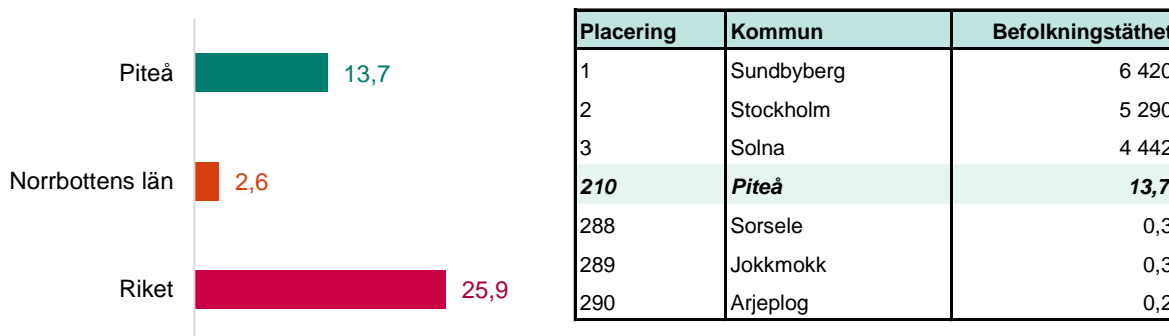 Piteå 13,7
Norrbottens län 2,6
Riket 25,9
Placering Kommun Befolkningstäthet
1 Sundbyberg 6 420
2 Stockholm 5 290
3 Solna 4 442
210 Piteå 13,7
288 Sorsele 0,3
289 Jokkmokk 0,3
290 Arjeplog 0,2